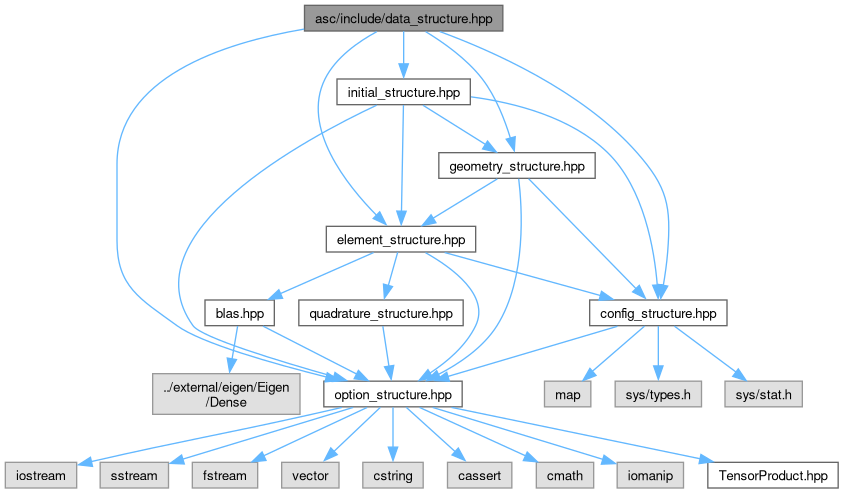 asc/include/data_structure.hpp
initial_structure.hpp
geometry_structure.hpp
element_structure.hpp
blas.hpp
quadrature_structure.hpp
config_structure.hpp
../external/eigen/Eigen
/Dense
option_structure.hpp
map
sys/types.h
sys/stat.h
iostream
sstream
fstream
vector
cstring
cassert
cmath
iomanip
TensorProduct.hpp